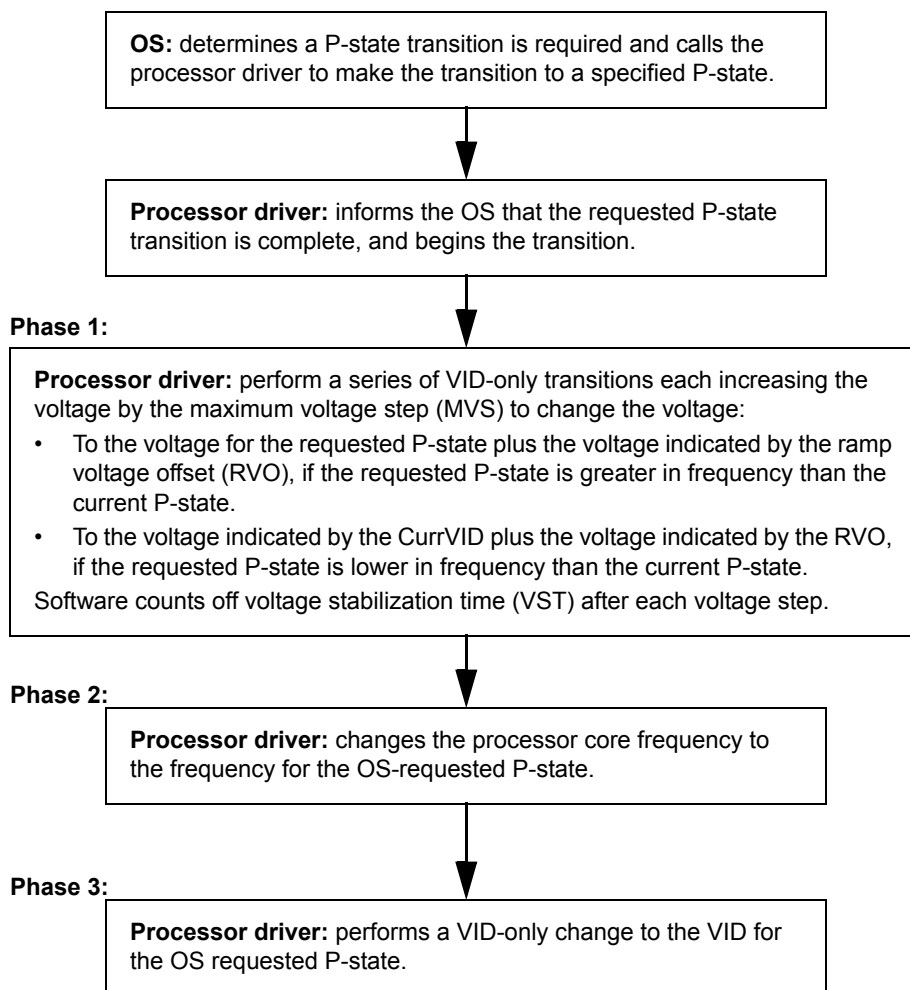 OS: determines a P-state transition is required and calls the
processor driver to make the transition to a specified P-state.
Processor driver: informs the OS that the requested P-state
transition is complete, and begins the transition.
Phase 1:
Processor driver: perform a series of VID-only transitions each increasing the
voltage by the maximum voltage step (MVS) to change the voltage:
• To the voltage for the requested P-state plus the voltage indicated by the ramp
voltage offset (RVO), if the requested P-state is greater in frequency than the
current P-state.
• To the voltage indicated by the CurrVID plus the voltage indicated by the RVO,
if the requested P-state is lower in frequency than the current P-state.
Software counts off voltage stabilization time (VST) after each voltage step.
Phase 2:
Processor driver: changes the processor core frequency to
the frequency for the OS-requested P-state.
Phase 3:
Processor driver: performs a VID-only change to the VID for
the OS requested P-state.